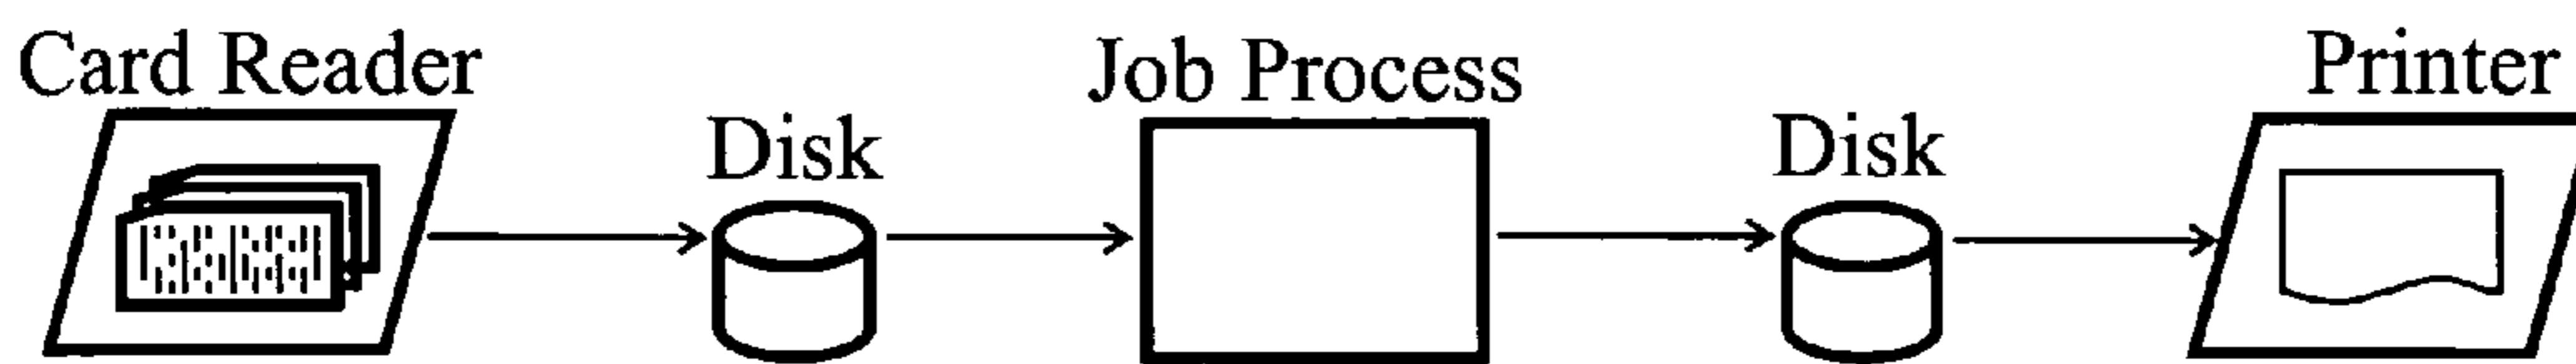 Card Reader
Disk
Job Process
Disk
Printer